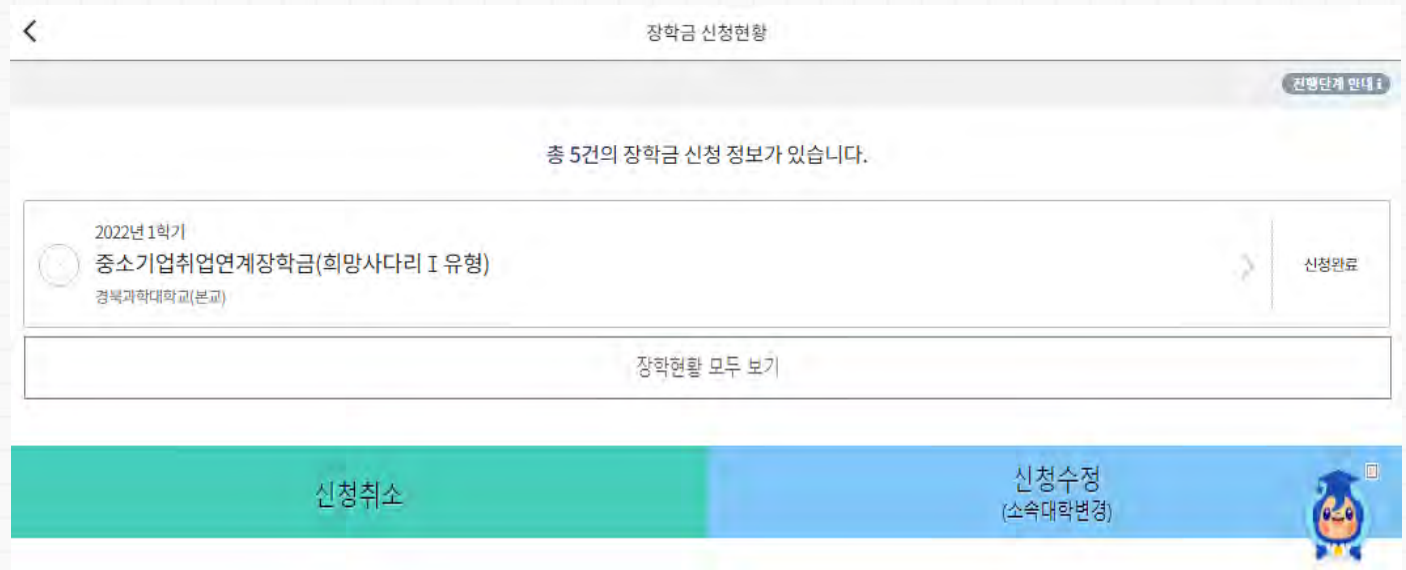 장학금 신청현황
진행단계 안내 i
총 5건의 장학금 신청 정보가 있습니다.
2022년 1학기
중소기업취업연계장학금(희망사다리 I 유형)
경북과학대학교(본교)
신청완료
장학현황 모두 보기
신청취소
신청수정
(소속대학변경)